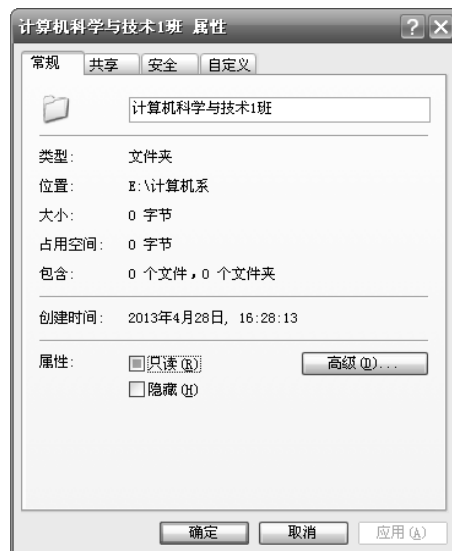 计算机科学与技术1班 属性
常规 共享 安全 自定义
计算机科学与技术1班
类型: 文件夹
位置: E:\计算机系
大小: 0 字节
占用空间: 0 字节
包含: 0 个文件,0 个文件夹
创建时间: 2013年4月28日, 16:28:13
属性: 只读(R) 高级(D)...
隐藏(H)
确定 取消 应用(A)